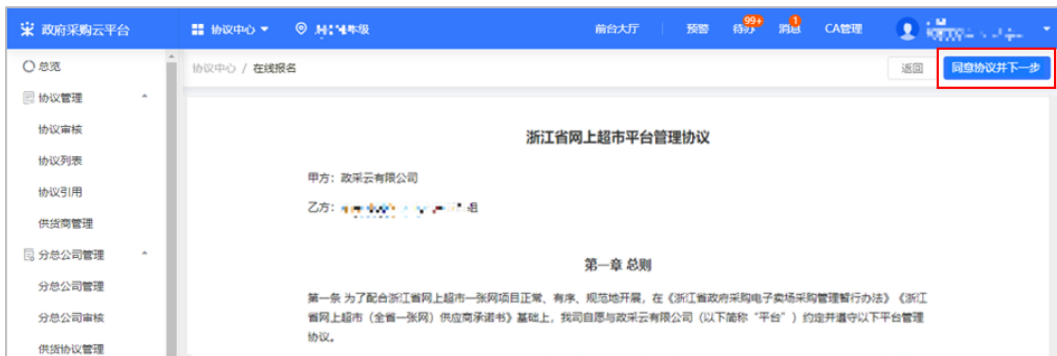 政府采购云平台
协议中心
年级
前台大厅
预警
待办
99+
消息
1
CA管理
总览
协议中心 / 在线报名
返回
同意协议并下一步
协议管理
协议审核
协议列表
协议引用
供货商管理
分总公司管理
分总公司管理
分总公司审核
供货协议管理
浙江省网上超市平台管理协议
甲方：政采云有限公司
乙方：
组
第一章 总则
第一条 为了配合浙江省网上超市一张网项目正常、有序、规范地开展，在《浙江省政府采购电子卖场采购管理暂行办法》《浙江
省网上超市（全省一张网）供应商承诺书》基础上，我司自愿与政采云有限公司（以下简称“平台”）约定并遵守以下平台管理
协议。